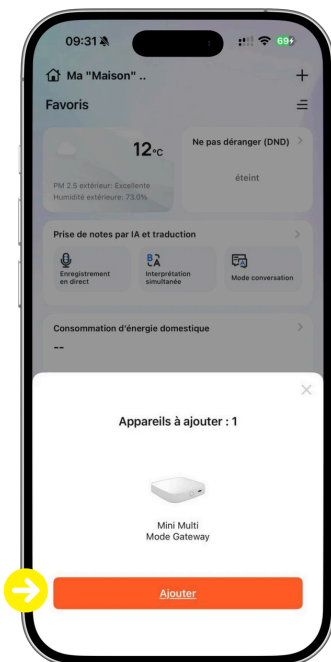 09:31
69
Ma "Maison" ..
Favoris
12°C
PM 2.5 extérieur: Excellente
Humidité extérieure: 73.0%
Ne pas déranger (DND)
éteint
Prise de notes par IA et traduction
Enregistrement
en direct
Interprétation
simultanée
Mode conversation
Consommation d'énergie domestique
--
Appareils à ajouter : 1
Mini Multi
Mode Gateway
Ajouter